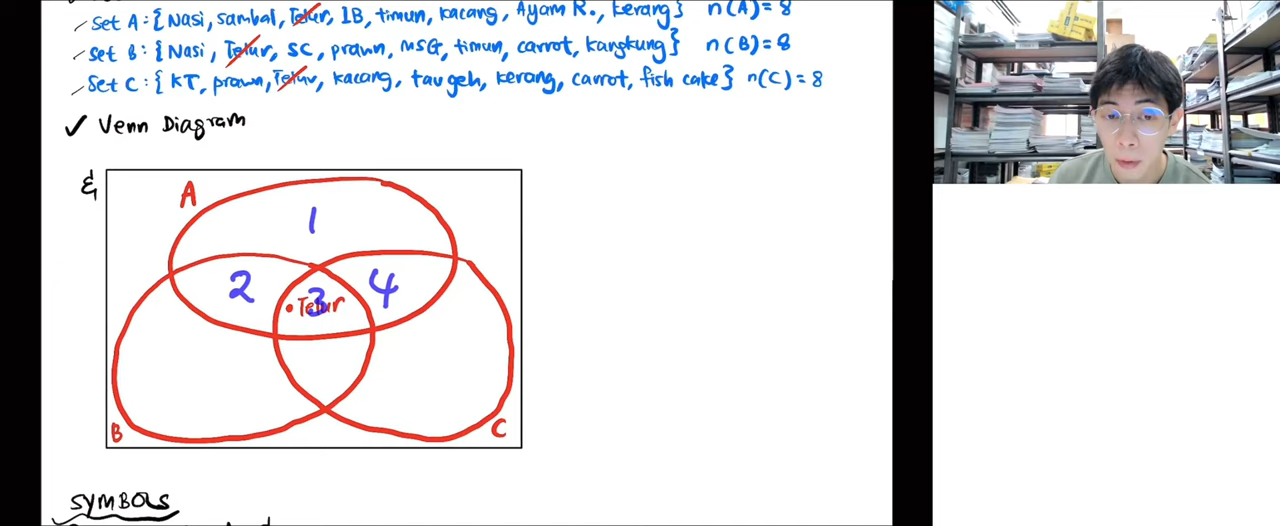 Set A : {Nasi, sambal, Telur, IB, timun, kacang, Ayam R., kerang} n(A) = 8
Set B : {Nasi, Telur, SC, prawn, MSG, timun, carrot, kangkung} n(B) = 8
Set C : {KT, prawn, Telur, kacang, taugeh, kerang, carrot, fish cake} n(C) = 8
✓ Venn Diagram
A
1
2
3
4
• Telur
B
C
SYMBOLS